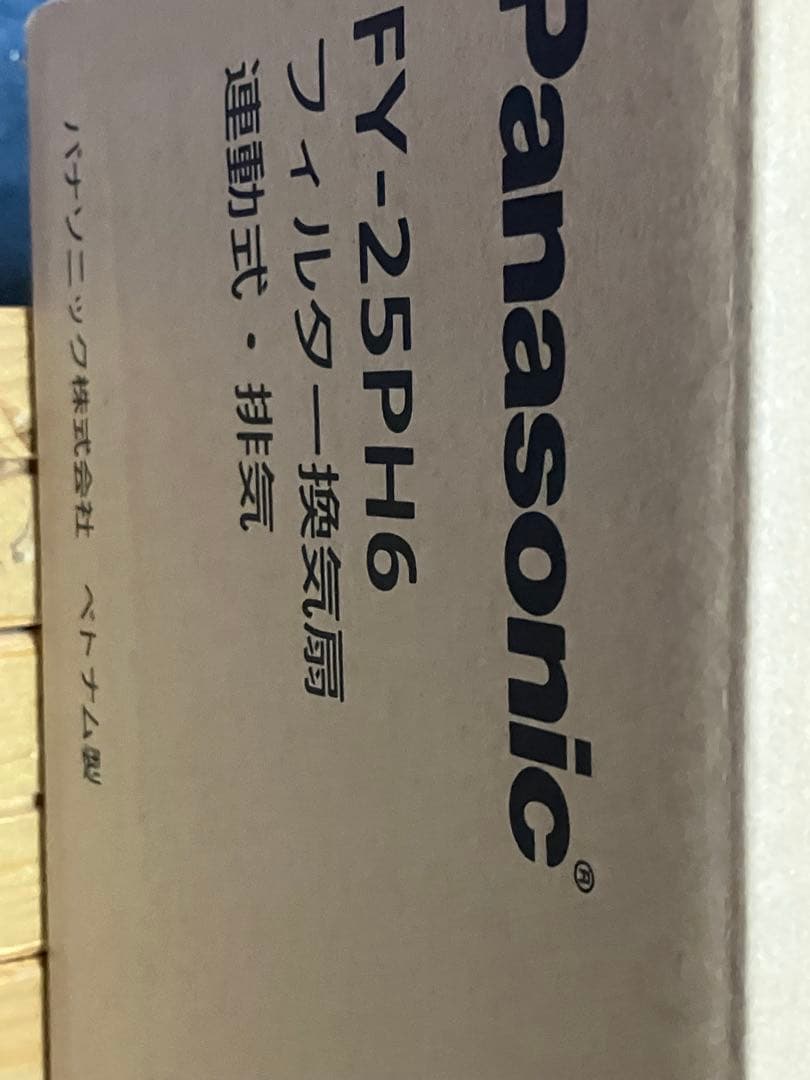 Panasonic®
FY-25PH6
フィルター換気扇
連動式・排気
パナソニック株式会社 ベトナム製